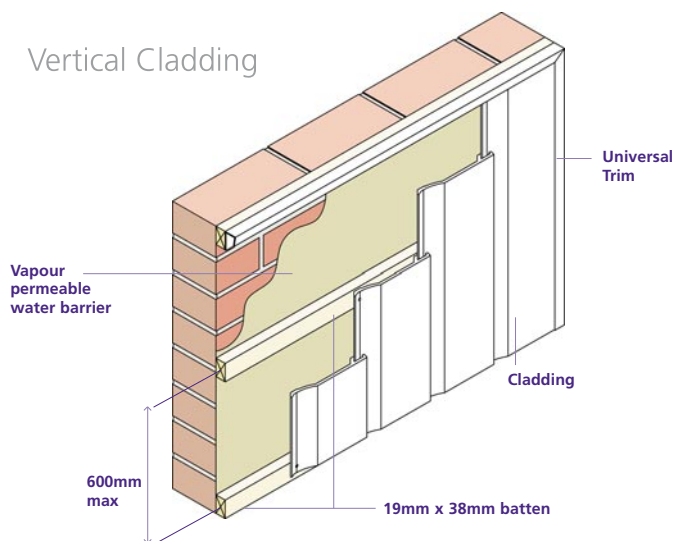 Vertical Cladding
Universal
Trim
Vapour
permeable
water barrier
Cladding
600mm
max
19mm x 38mm batten